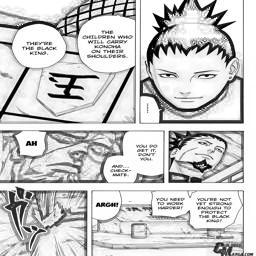 THE
CHILDREN WHO
WILL CARRY
KONOHA
ON THEIR
SHOULDERS.
THEY'RE
THE BLACK
KING.
王
...
AH
YOU DO
GET IT,
DON'T
YOU.
AND....
CHECK-
MATE.
YOU'RE NOT
YET STRONG
ENOUGH TO
PROTECT
THE BLACK
KING!
YOU NEED
TO WORK
HARDER!
ARGH!